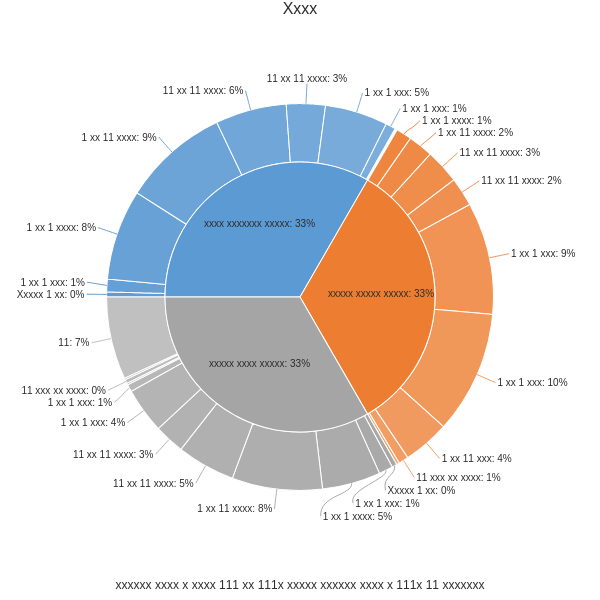 Xxxx
11 xx 11 xxxx: 3%
11 xx 11 xxxx: 6%
1 xx 1 xxx: 5%
1 xx 1 xxx: 1%
1 xx 1 xxxx: 1%
1 xx 11 xxxx: 2%
1 xx 11 xxxx: 9%
11 xx 11 xxxx: 3%
11 xx 11 xxxx: 2%
1 xx 1 xxxx: 8%
xxxx xxxxxxx xxxxx: 33%
1 xx 1 xxx: 9%
1 xx 1 xxx: 1%
Xxxxx 1 xx: 0%
xxxxx xxxxx xxxxx: 33%
11: 7%
xxxxx xxxx xxxxx: 33%
1 xx 1 xxx: 10%
11 xxx xx xxxx: 0%
1 xx 1 xxx: 1%
1 xx 1 xxx: 4%
11 xx 11 xxxx: 3%
1 xx 11 xxx: 4%
11 xxx xx xxxx: 1%
11 xx 11 xxxx: 5%
Xxxxx 1 xx: 0%
1 xx 1 xxx: 1%
1 xx 11 xxxx: 8%
1 xx 1 xxxx: 5%
xxxxxx xxxx x xxxx 111 xx 111x xxxxx xxxxxx xxxx x 111x 11 xxxxxxx